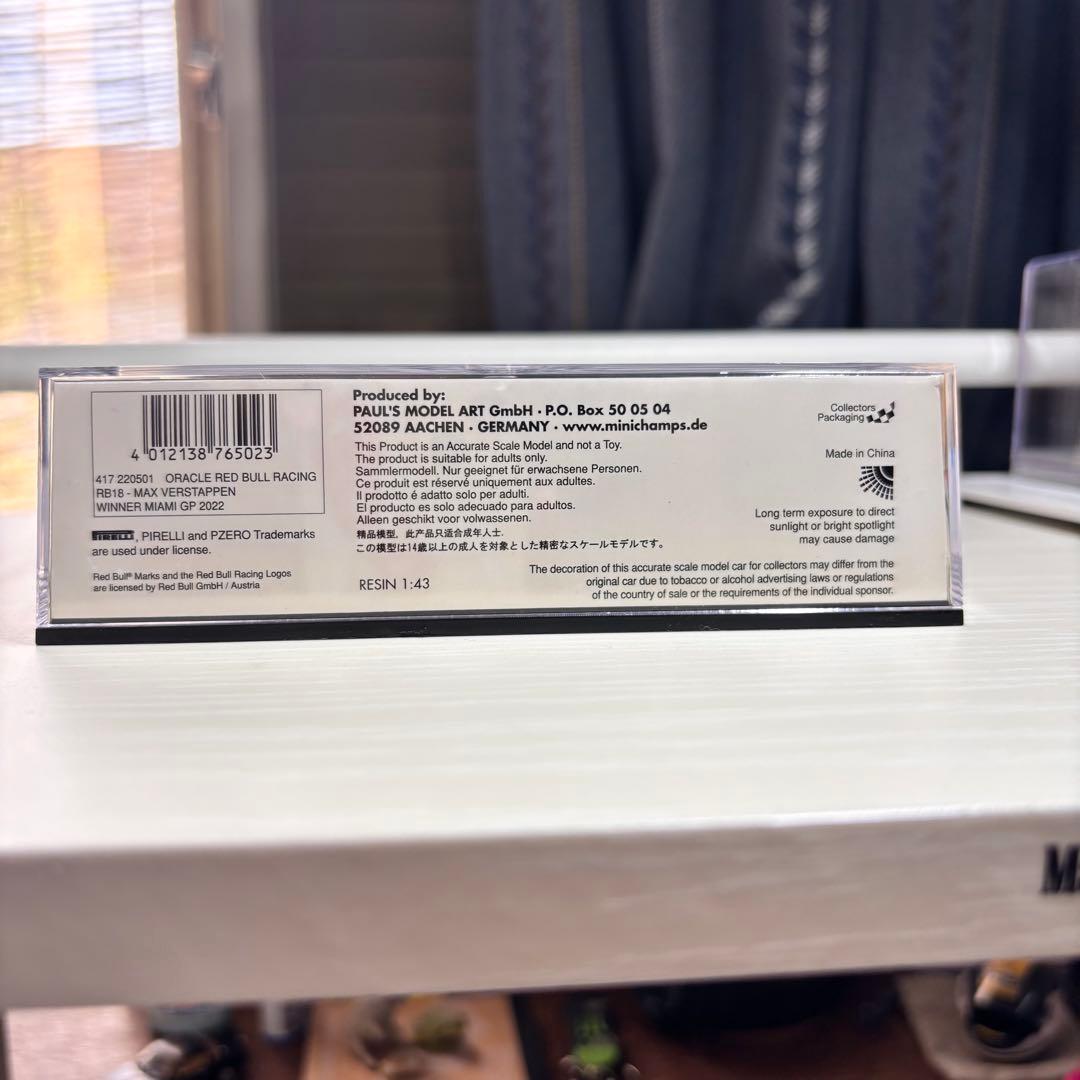 4 012138 765023
417 220501 ORACLE RED BULL RACING
RB18 - MAX VERSTAPPEN
WINNER MIAMI GP 2022
PIRELLI, PIRELLI and PZERO Trademarks
are used under license.
Red Bull® Marks and the Red Bull Racing Logos
are licensed by Red Bull GmbH / Austria
Produced by:
PAUL'S MODEL ART GmbH · P.O. Box 50 05 04
52089 AACHEN · GERMANY · www.minichamps.de
This Product is an Accurate Scale Model and not a Toy.
The product is suitable for adults only.
Sammlermodell. Nur geeignet für erwachsene Personen.
Ce produit est réservé uniquement aux adultes.
Il prodotto é adatto solo per adulti.
El producto es solo adecuado para adultos.
Alleen geschikt voor volwassenen.
精品模型，此产品只适合成年人士.
この模型は14歳以上の成人を対象とした精密なスケールモデルです。
RESIN 1:43
Collectors
Packaging
Made in China
Long term exposure to direct
sunlight or bright spotlight
may cause damage
The decoration of this accurate scale model car for collectors may differ from the
original car due to tobacco or alcohol advertising laws or regulations
of the country of sale or the requirements of the individual sponsor.